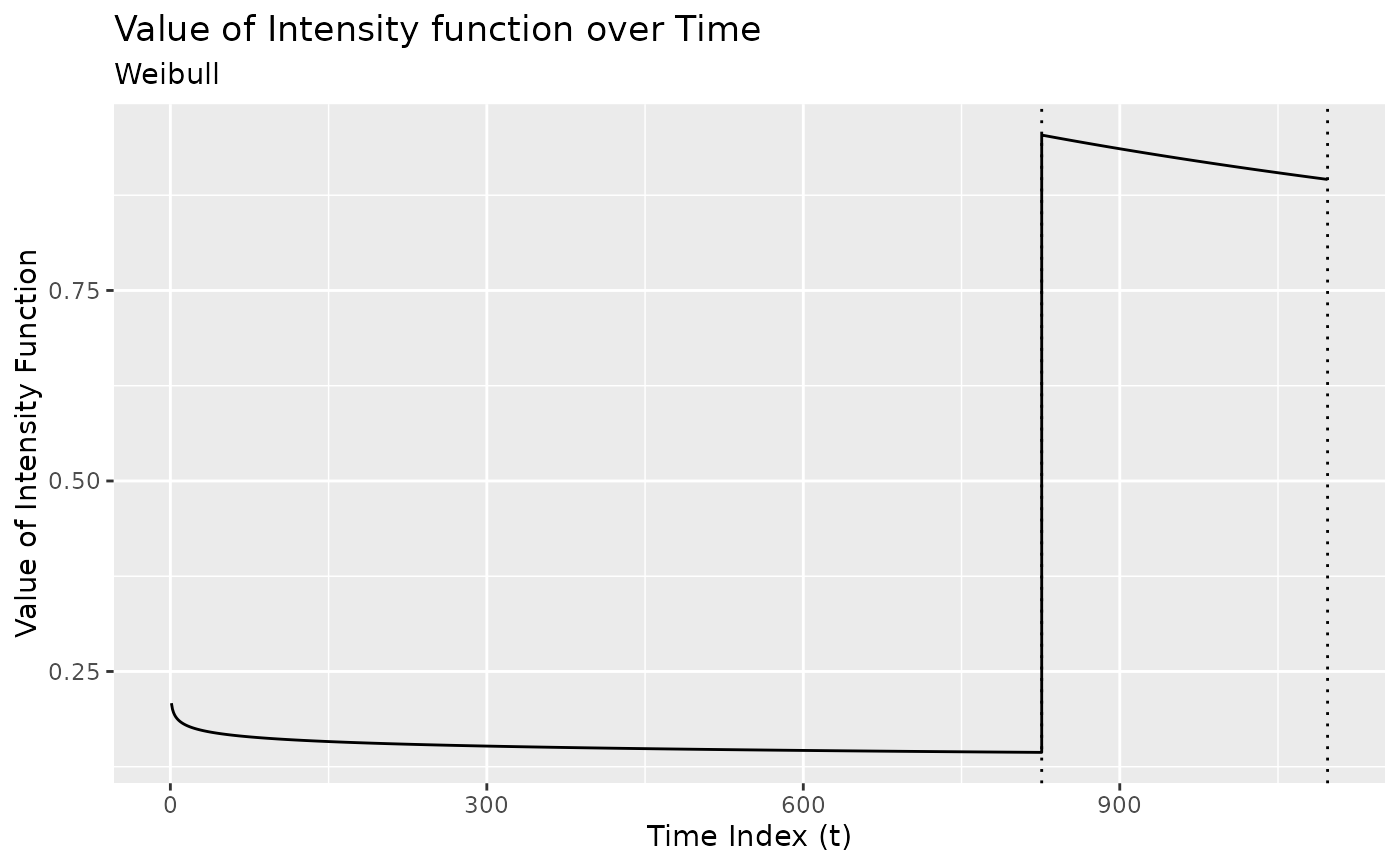 Value of Intensity function over Time
Weibull
Value of Intensity Function
0.75
0.50
0.25
0
300
600
900
Time Index (t)